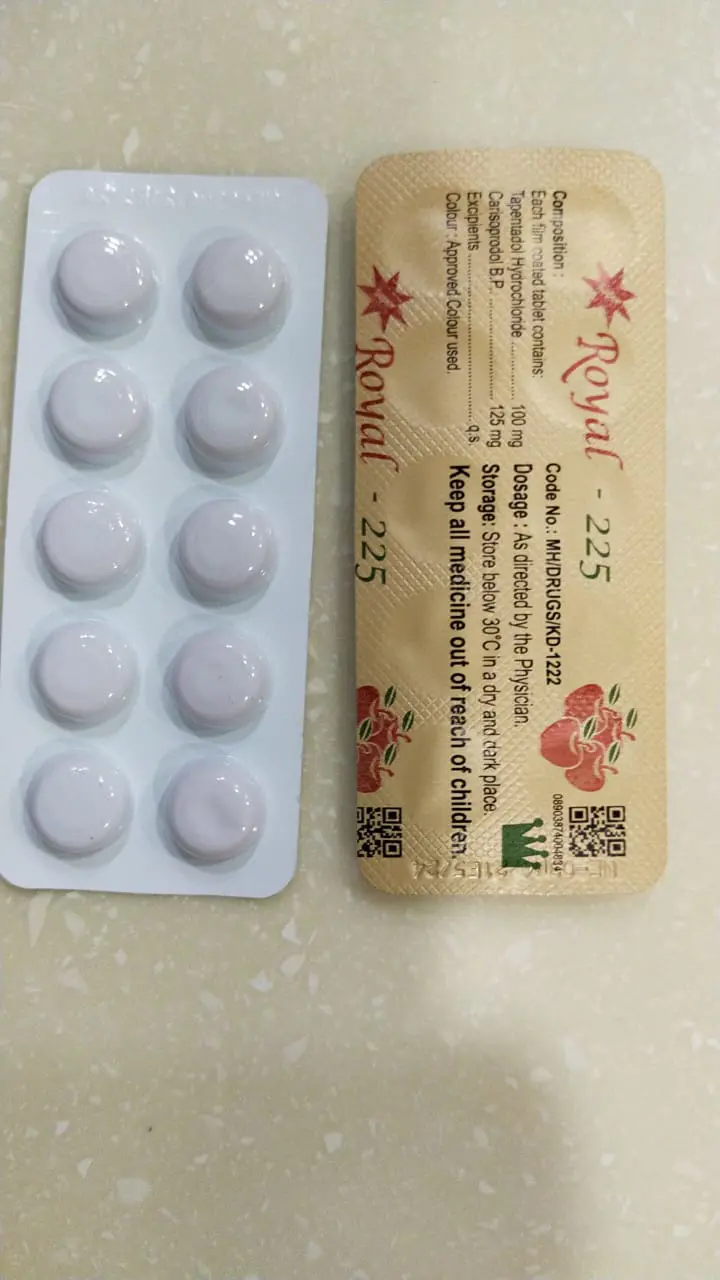 Royal - 225
Composition :
Each film coated tablet contains:
Tapentadol Hydrochloride ............. 100 mg
Carisoprodol B.P. ........................ 125 mg
Excipients ........................................ q.s.
Colour : Approved Colour used.
Code No.: MH/DRUGS/KD-1222
Dosage : As directed by the Physician.
Storage: Store below 30°C in a dry and dark place.
Keep all medicine out of reach of children.
Royal - 225